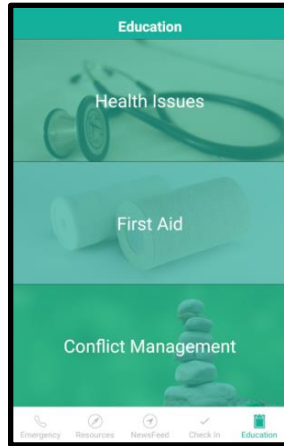 Education
Health Issues
First Aid
Conflict Management
Emergency Resources NewsFeed Check In Education